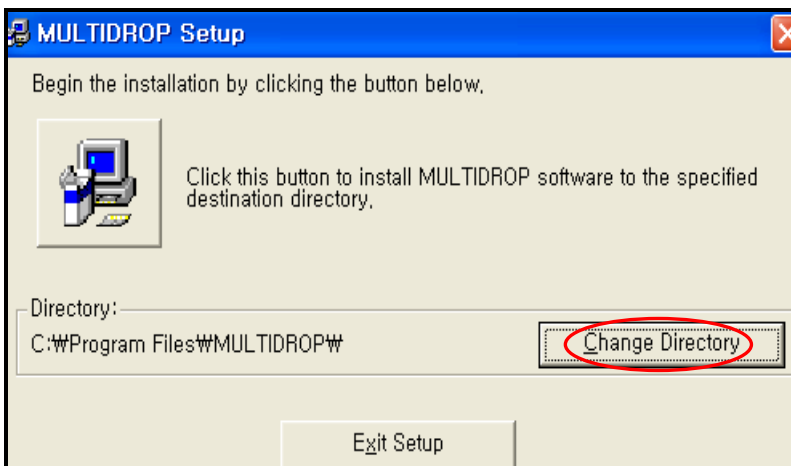 MULTIDROP Setup
Begin the installation by clicking the button below,
Click this button to install MULTIDROP software to the specified
destination directory,
Directory:
C:₩Program Files₩MULTIDROP₩
Change Directory
Exit Setup